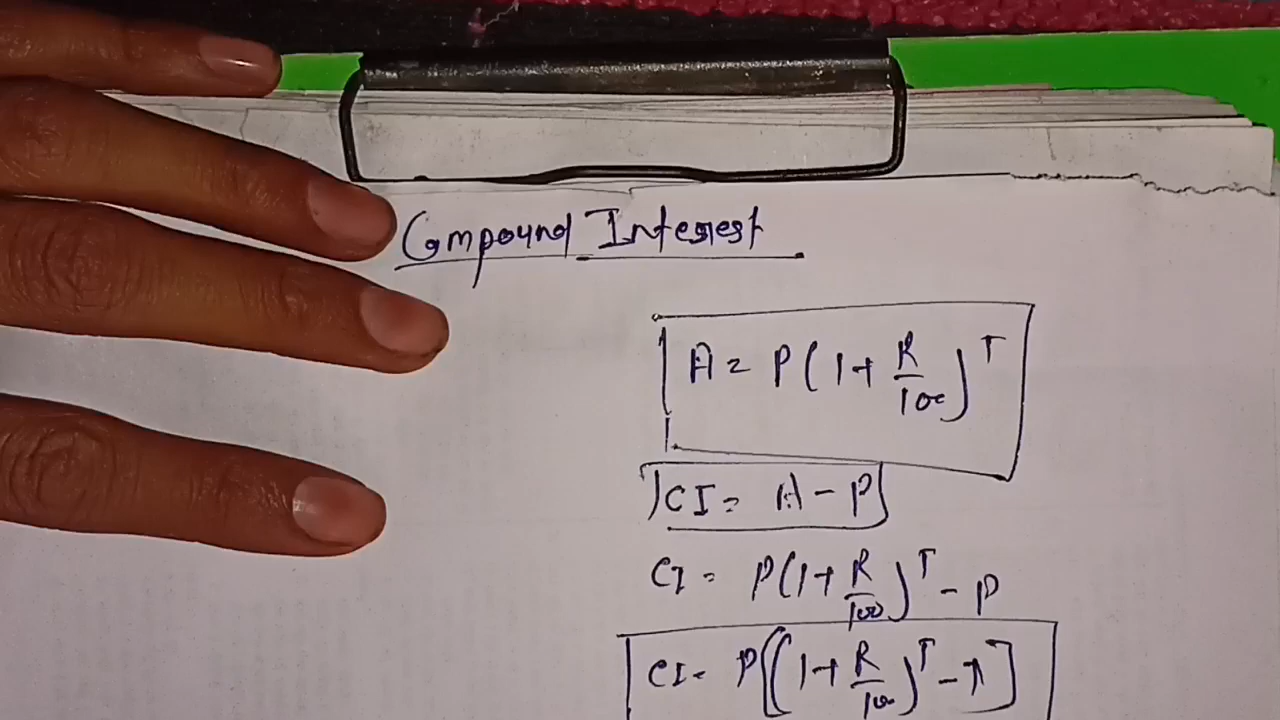 Compound Interest
A = P(1+ R/100)^T
CI = A - P
CI = P(1+ R/100)^T - P
CI = P[(1+ R/100)^T - 1]